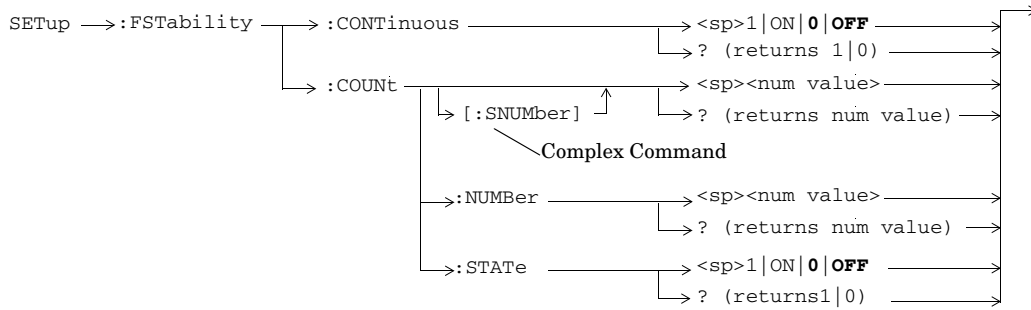 SETup :FSTability :CONTinuous <sp>1|ON|0|OFF
? (returns 1|0)
:COUNt <sp><num value>
[:SNUMber] ? (returns num value)
Complex Command
:NUMBer <sp><num value>
? (returns num value)
:STATe <sp>1|ON|0|OFF
? (returns1|0)